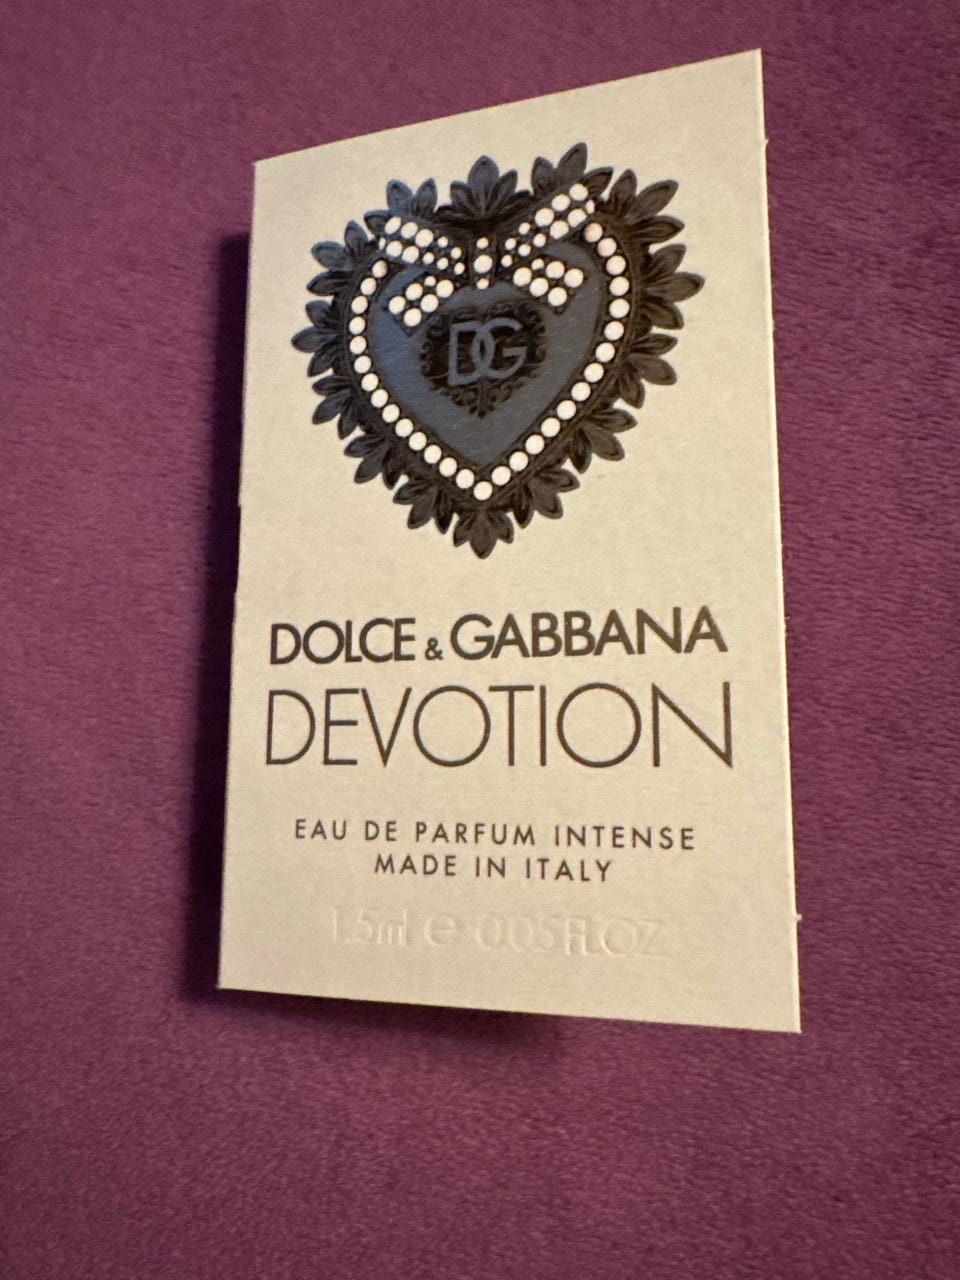 DG
DOLCE & GABBANA
DEVOTION
EAU DE PARFUM INTENSE
MADE IN ITALY
1.5ml e 0.05FL.OZ